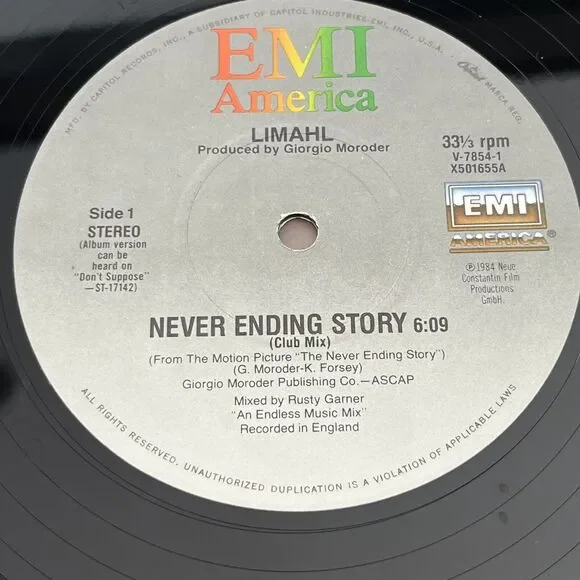 MFD. BY CAPITOL RECORDS, INC., A SUBSIDIARY OF CAPITOL INDUSTRIES-EMI, INC., U.S.A.
Capitol MARCA REG.
EMI
America
LIMAHL
Produced by Giorgio Moroder
33⅓ rpm
V-7854-1
X501655A
Side 1
STEREO
(Album version
can be
heard on
"Don't Suppose"
—ST-17142)
EMI
AMERICA®
℗1984 Neue
Constantin Film
Productions
GmbH.
NEVER ENDING STORY 6:09
(Club Mix)
(From The Motion Picture "The Never Ending Story")
(G. Moroder-K. Forsey)
Giorgio Moroder Publishing Co.—ASCAP
Mixed by Rusty Garner
"An Endless Music Mix"
Recorded in England
ALL RIGHTS RESERVED. UNAUTHORIZED DUPLICATION IS A VIOLATION OF APPLICABLE LAWS